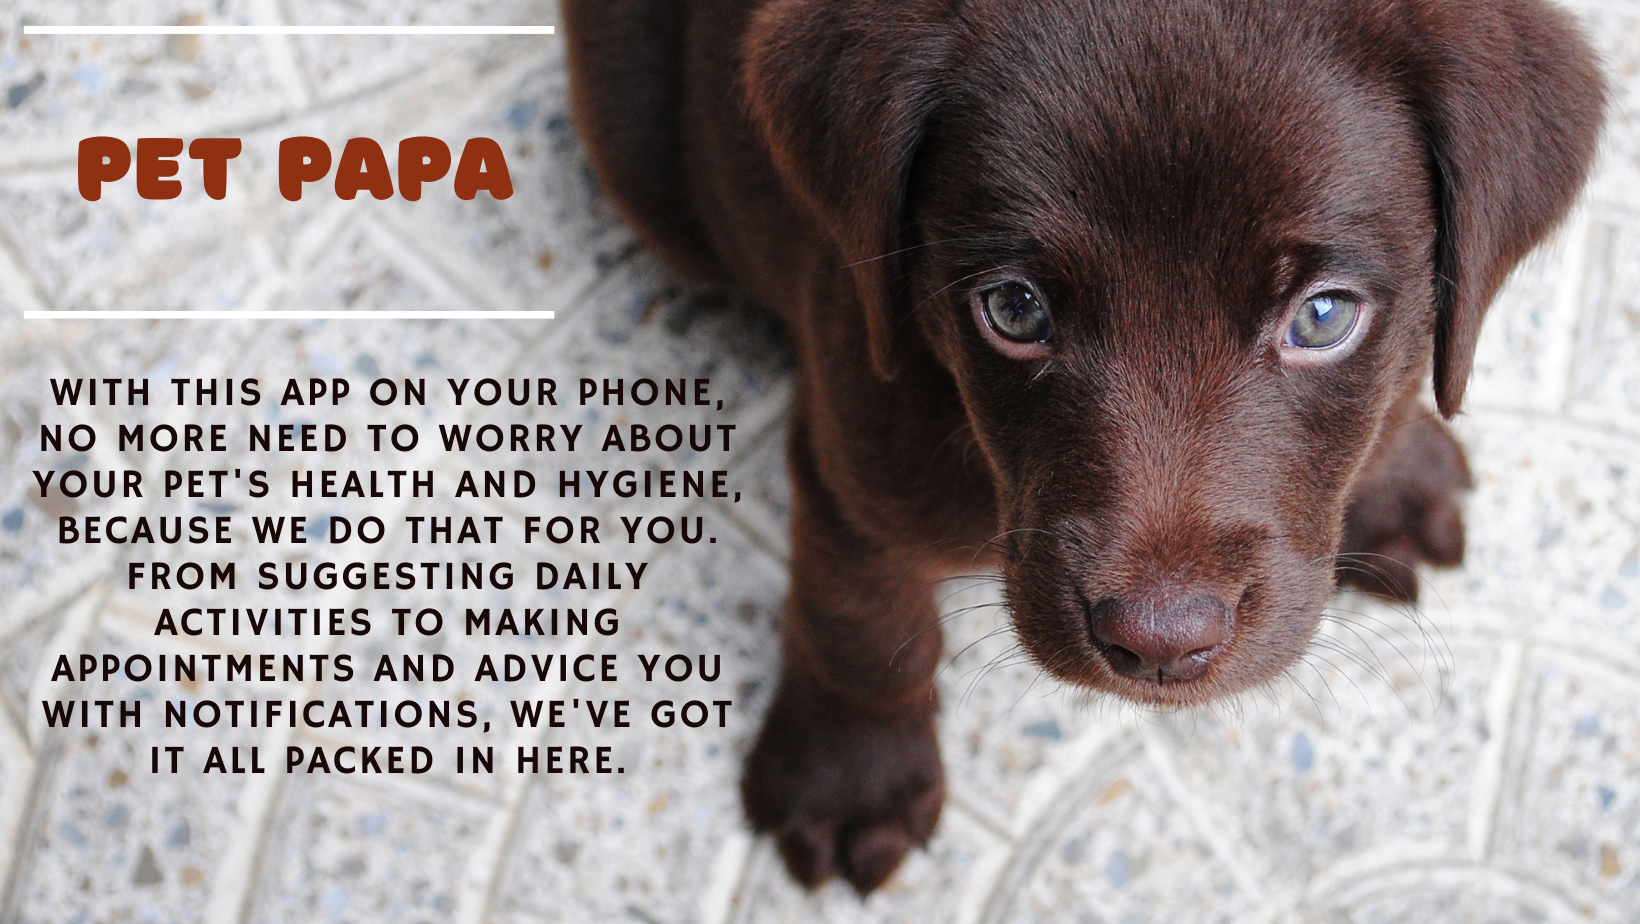 PET PAPA
WITH THIS APP ON YOUR PHONE,
NO MORE NEED TO WORRY ABOUT
YOUR PET'S HEALTH AND HYGIENE,
BECAUSE WE DO THAT FOR YOU.
FROM SUGGESTING DAILY
ACTIVITIES TO MAKING
APPOINTMENTS AND ADVICE YOU
WITH NOTIFICATIONS, WE'VE GOT
IT ALL PACKED IN HERE.